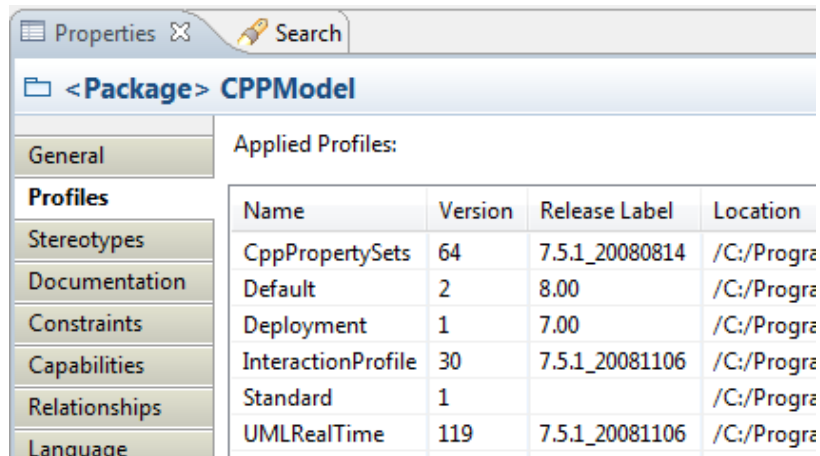 Properties Search
<Package> CPPModel
General
Profiles
Stereotypes
Documentation
Constraints
Capabilities
Relationships
Language
Applied Profiles:
Name Version Release Label Location
CppPropertySets 64 7.5.1_20080814 /C:/Progra
Default 2 8.00 /C:/Progra
Deployment 1 7.00 /C:/Progra
InteractionProfile 30 7.5.1_20081106 /C:/Progra
Standard 1 /C:/Progra
UMLRealTime 119 7.5.1_20081106 /C:/Progra